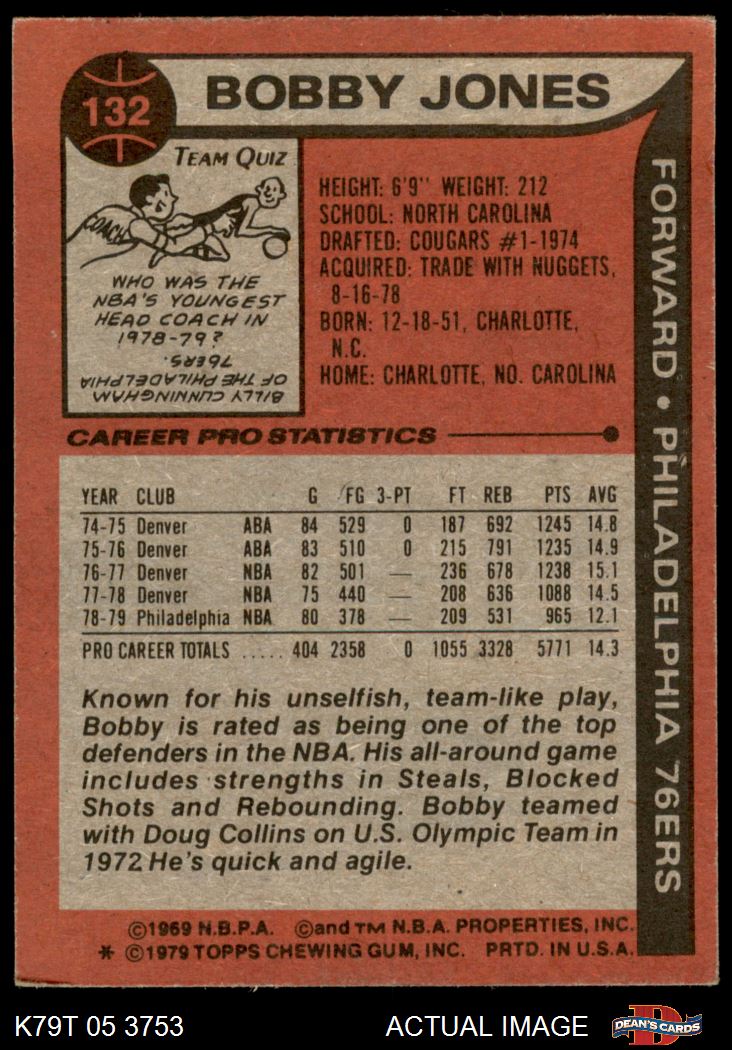 132
BOBBY JONES
TEAM QUIZ
COACH
WHO WAS THE
NBA'S YOUNGEST
HEAD COACH IN
1978-79?
BILLY CUNNINGHAM
OF THE PHILADELPHIA
76ERS.
HEIGHT: 6'9" WEIGHT: 212
SCHOOL: NORTH CAROLINA
DRAFTED: COUGARS #1-1974
ACQUIRED: TRADE WITH NUGGETS,
8-16-78
BORN: 12-18-51, CHARLOTTE,
N.C.
HOME: CHARLOTTE, NO. CAROLINA
FORWARD • PHILADELPHIA 76ERS
CAREER PRO STATISTICS
YEAR CLUB G FG 3-PT FT REB PTS AVG
74-75 Denver ABA 84 529 0 187 692 1245 14.8
75-76 Denver ABA 83 510 0 215 791 1235 14.9
76-77 Denver NBA 82 501 — 236 678 1238 15.1
77-78 Denver NBA 75 440 — 208 636 1088 14.5
78-79 Philadelphia NBA 80 378 — 209 531 965 12.1
PRO CAREER TOTALS ..... 404 2358 0 1055 3328 5771 14.3
Known for his unselfish, team-like play,
Bobby is rated as being one of the top
defenders in the NBA. His all-around game
includes strengths in Steals, Blocked
Shots and Rebounding. Bobby teamed
with Doug Collins on U.S. Olympic Team in
1972 He's quick and agile.
©1969 N.B.P.A. ©and TM N.B.A. PROPERTIES, INC.
* ©1979 TOPPS CHEWING GUM, INC. PRTD. IN U.S.A.
K79T 05 3753
ACTUAL IMAGE
D
DEAN'S CARDS